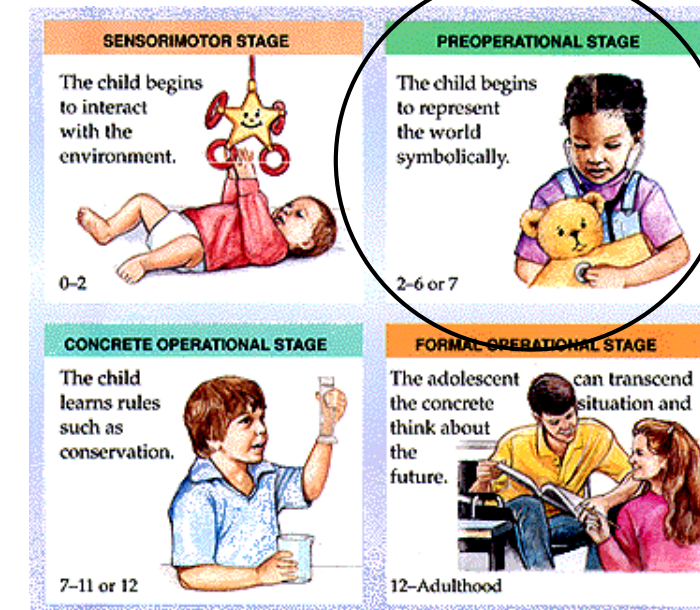 SENSORIMOTOR STAGE
The child begins
to interact
with the
environment.
0–2
PREOPERATIONAL STAGE
The child begins
to represent
the world
symbolically.
2–6 or 7
CONCRETE OPERATIONAL STAGE
The child
learns rules
such as
conservation.
7–11 or 12
FORMAL OPERATIONAL STAGE
The adolescent can transcend
the concrete situation and
think about
the
future.
12–Adulthood